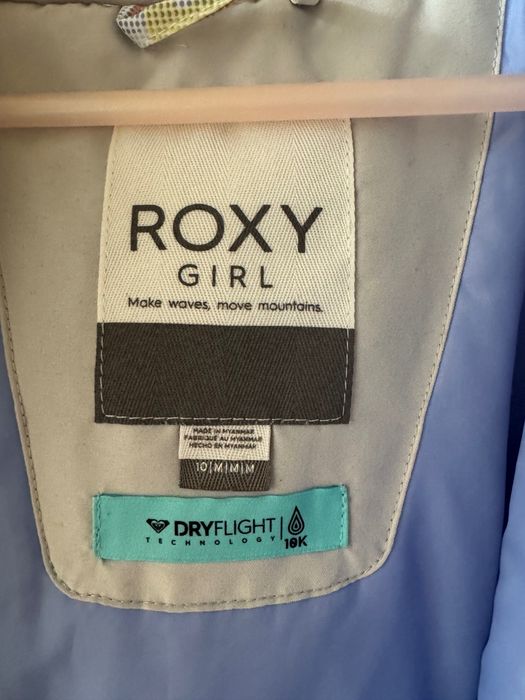 ROXY
GIRL
Make waves, move mountains.
MADE IN MYANMAR
FABRIQUÉ AU MYANMAR
HECHO EN MYANMAR
10|M|M|M
DRYFLIGHT
TECHNOLOGY
10K